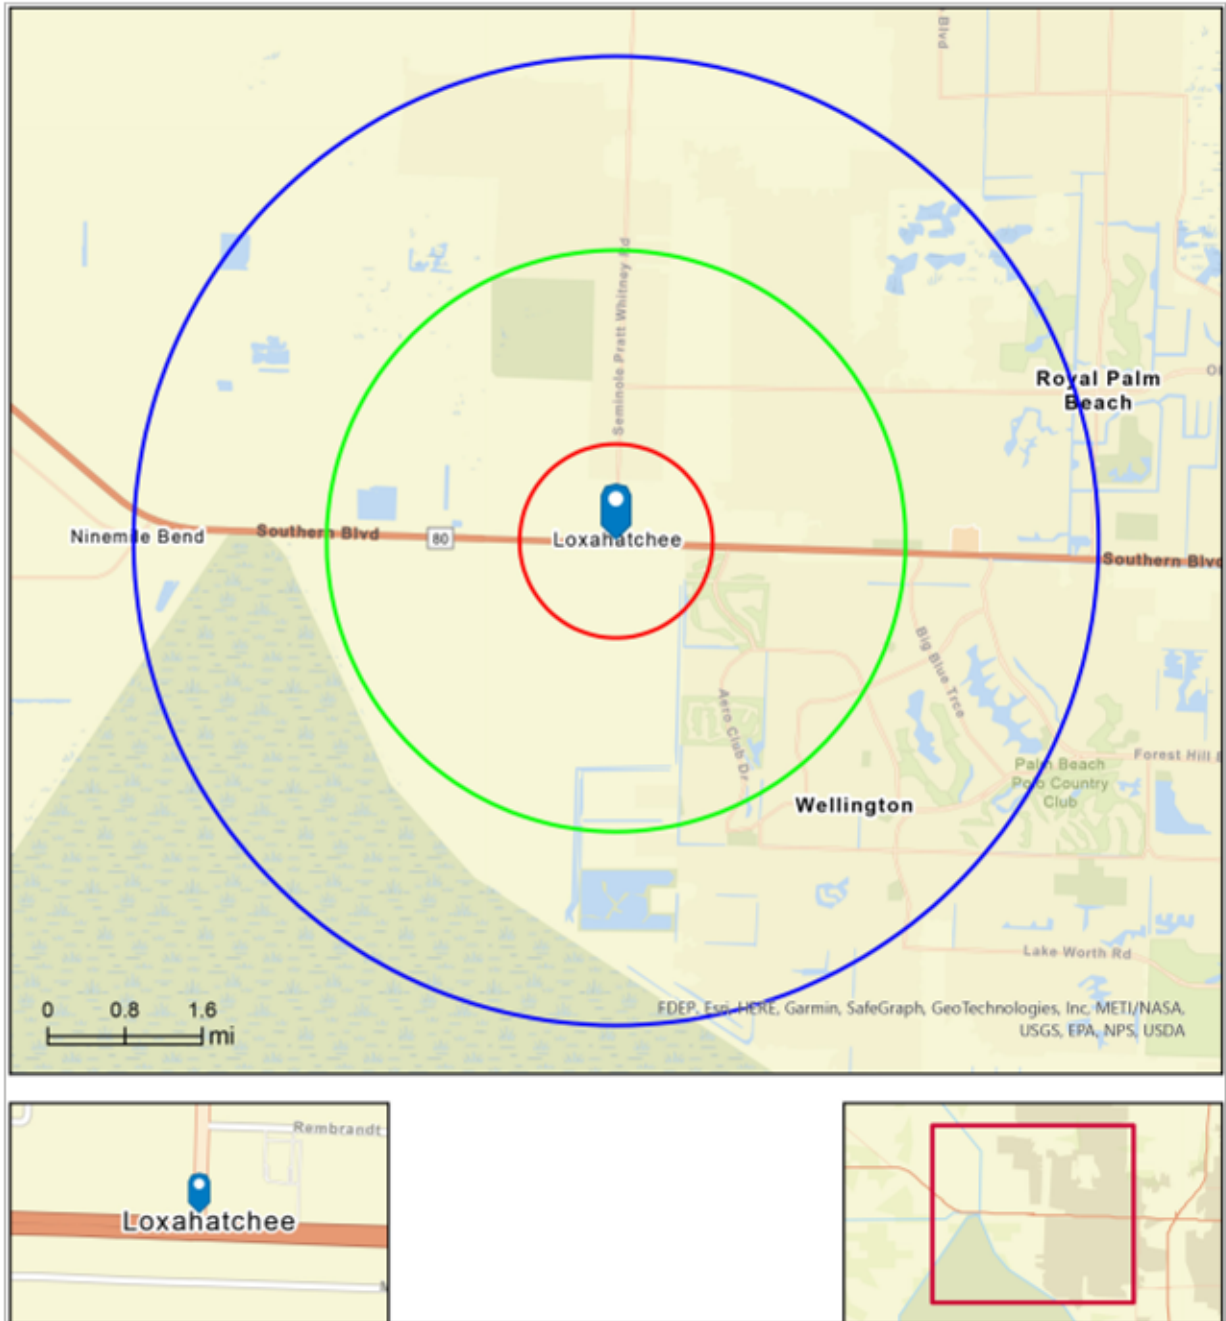 Blvd
Seminole Pratt Whitney Rd
Royal Palm
Beach
Ninemile Bend
Southern Blvd
80
Loxahatchee
Southern Blvd
Big Blue Trce
Aero Club Dr
Forest Hill
Palm Beach
Polo Country
Club
Wellington
Lake Worth Rd
0 0.8 1.6
mi
FDEP, Esri, HERE, Garmin, SafeGraph, GeoTechnologies, Inc, METI/NASA,
USGS, EPA, NPS, USDA
Rembrandt
Loxahatchee